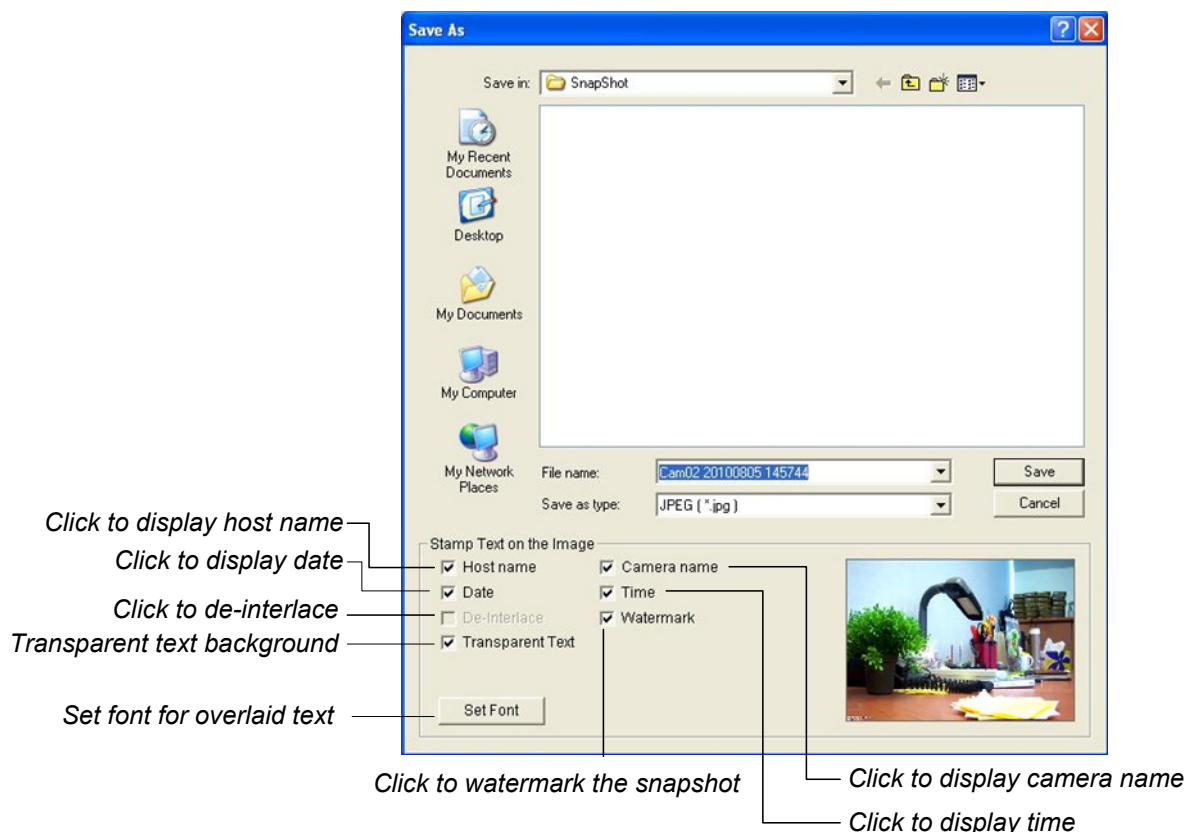 Save As
Save in:
SnapShot
My Recent
Documents
Desktop
My Documents
My Computer
My Network
Places
File name:
Cam02 20100805 145744
Save
Save as type:
JPEG ( *.jpg )
Cancel
Click to display host name
Click to display date
Click to de-interlace
Transparent text background
Set font for overlaid text
Stamp Text on the Image
Host name
Camera name
Date
Time
De-Interlace
Watermark
Transparent Text
Set Font
Click to watermark the snapshot
Click to display camera name
Click to display time